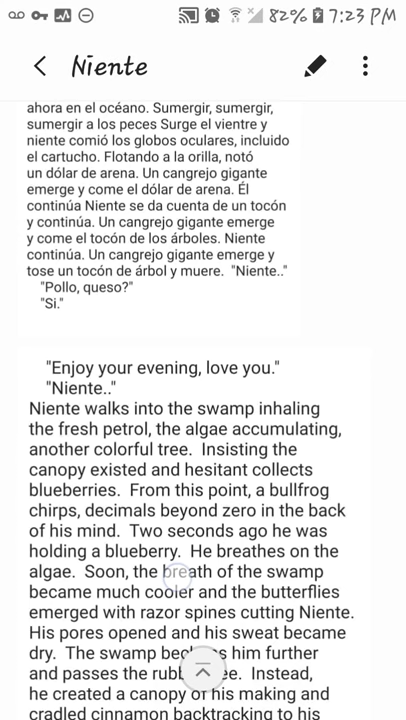 82% 7:23 PM
Niente
ahora en el océano. Sumergir, sumergir,
sumergir a los peces Surge el vientre y
niente comió los globos oculares, incluido
el cartucho. Flotando a la orilla, notó
un dólar de arena. Un cangrejo gigante
emerge y come el dólar de arena. Él
continúa Niente se da cuenta de un tocón
y continúa. Un cangrejo gigante emerge
y come el tocón de los árboles. Niente
continúa. Un cangrejo gigante emerge y
tose un tocón de árbol y muere. "Niente.."
"Pollo, queso?"
"Si."
"Enjoy your evening, love you."
"Niente.."
Niente walks into the swamp inhaling
the fresh petrol, the algae accumulating,
another colorful tree. Insisting the
canopy existed and hesitant collects
blueberries. From this point, a bullfrog
chirps, decimals beyond zero in the back
of his mind. Two seconds ago he was
holding a blueberry. He breathes on the
algae. Soon, the breath of the swamp
became much cooler and the butterflies
emerged with razor spines cutting Niente.
His pores opened and his sweat became
dry. The swamp him further
and passes the Instead,
he created a canopy of his making and
cradled cinnamon backtracking to his